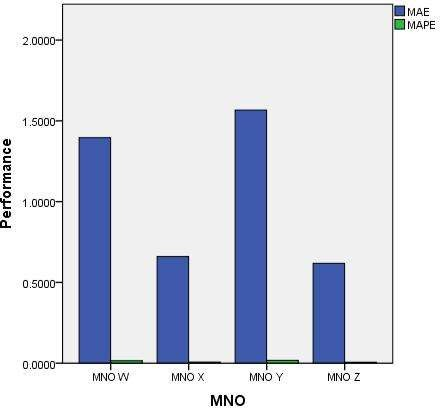 MAE
MAPE
2.0000
1.5000
1.0000
0.5000
0.0000
Performance
MNO W
MNO X
MNO Y
MNO Z
MNO